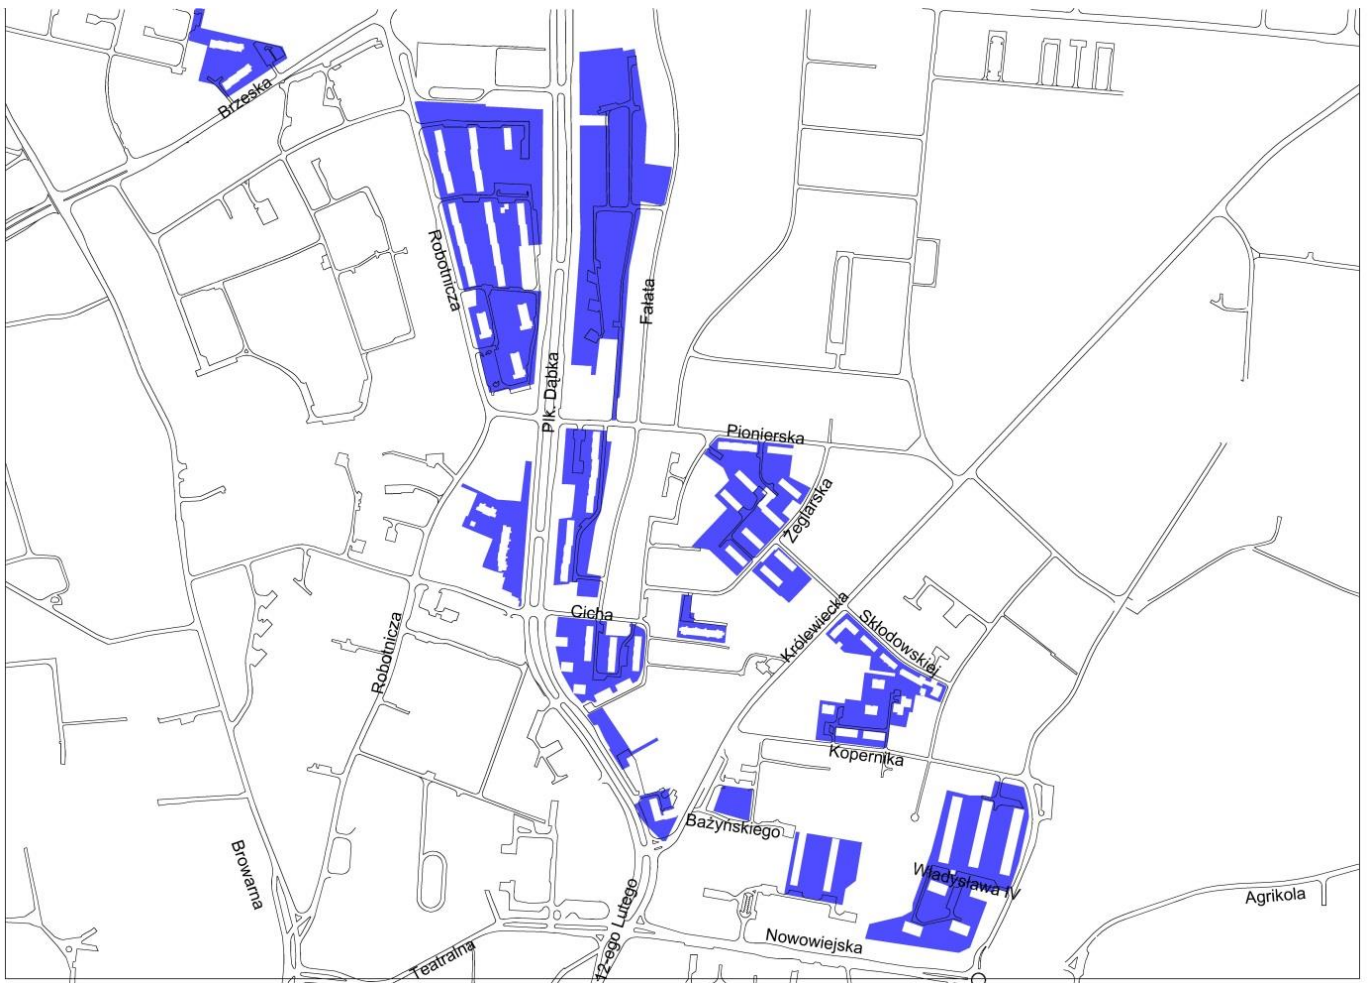 Brzeska
Robotnicza
Fałata
Plk. Dąbka
Pionierska
Żeglarska
Cicha
Królewiecka
Skłodowskiej
Robotnicza
Kopernika
Bażyńskiego
Browarna
Władysława IV
Agrikola
12-ego Lutego
Nowowiejska
Teatralna